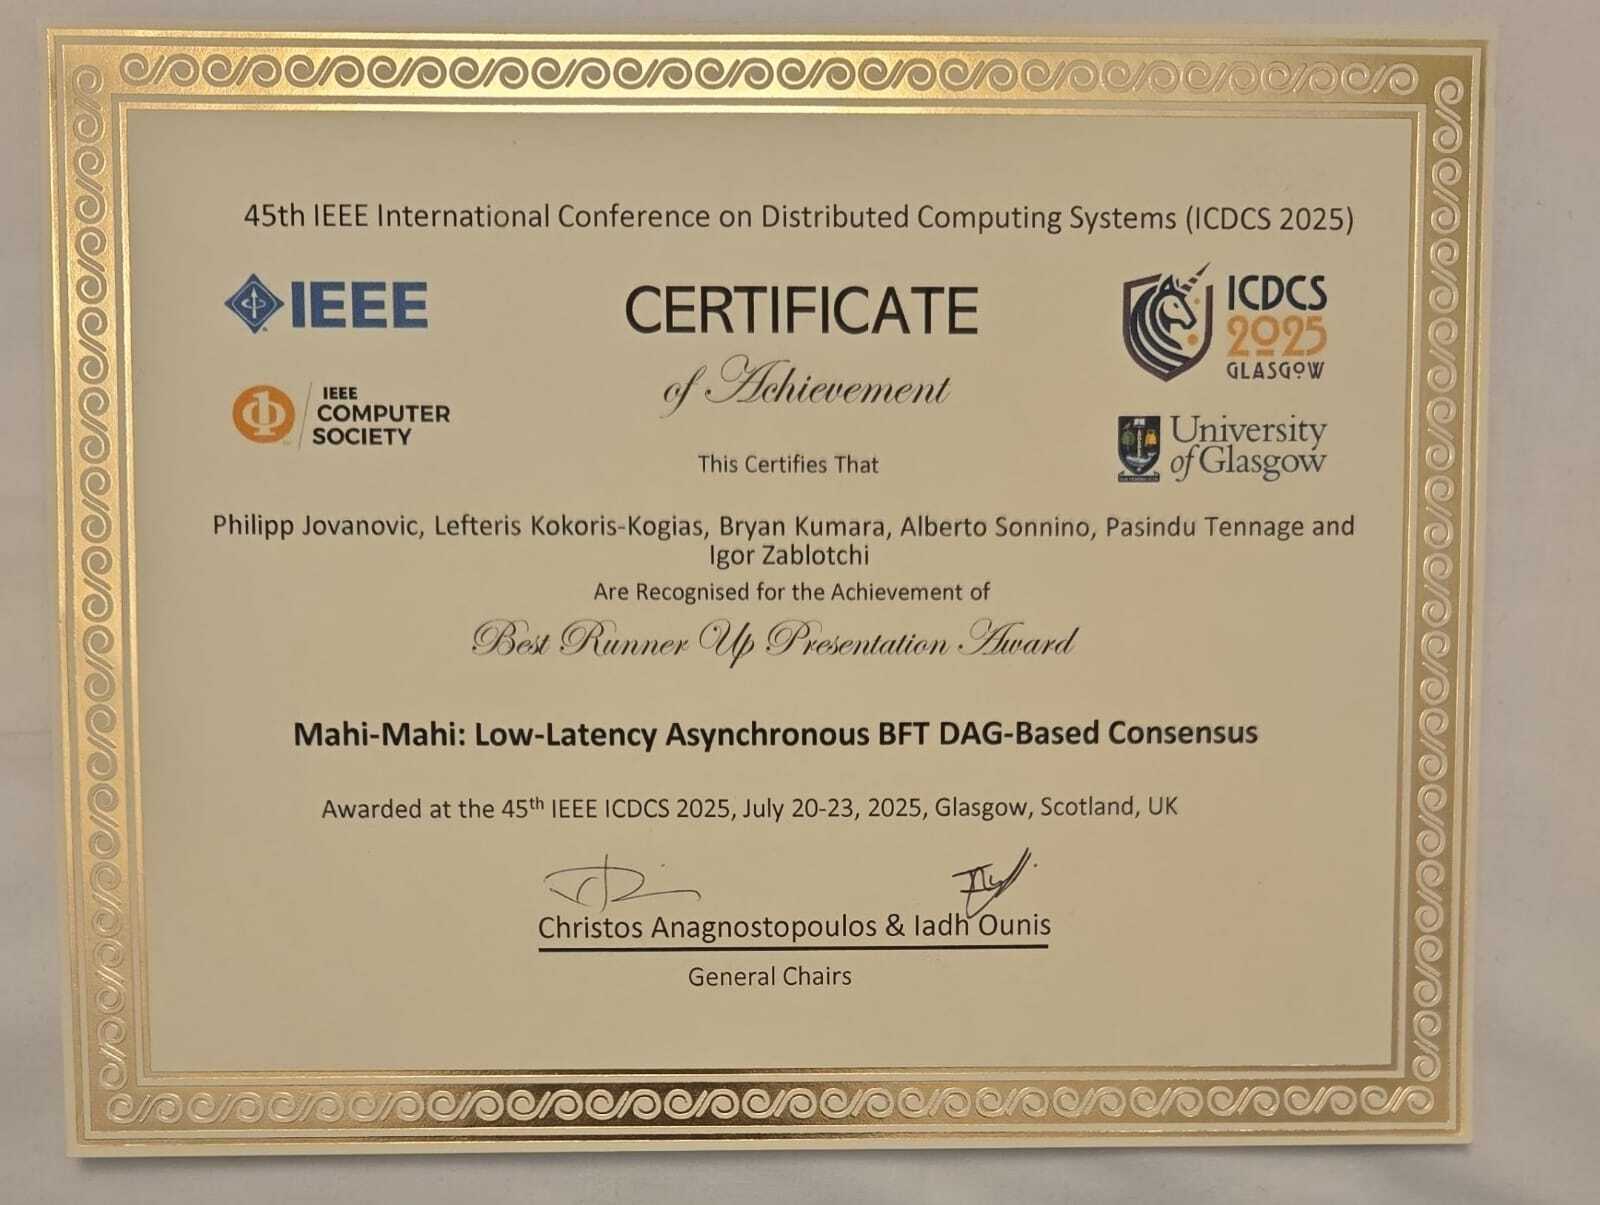 45th IEEE International Conference on Distributed Computing Systems (ICDCS 2025)
IEEE
IEEE
COMPUTER
SOCIETY
CERTIFICATE
of Achievement
ICDCS
2025
GLASGOW
University
of Glasgow
This Certifies That
Philipp Jovanovic, Lefteris Kokoris-Kogias, Bryan Kumara, Alberto Sonnino, Pasindu Tennage and
Igor Zablotchi
Are Recognised for the Achievement of
Best Runner Up Presentation Award
Mahi-Mahi: Low-Latency Asynchronous BFT DAG-Based Consensus
Awarded at the 45th IEEE ICDCS 2025, July 20-23, 2025, Glasgow, Scotland, UK
Christos Anagnostopoulos & Iadh Ounis
General Chairs